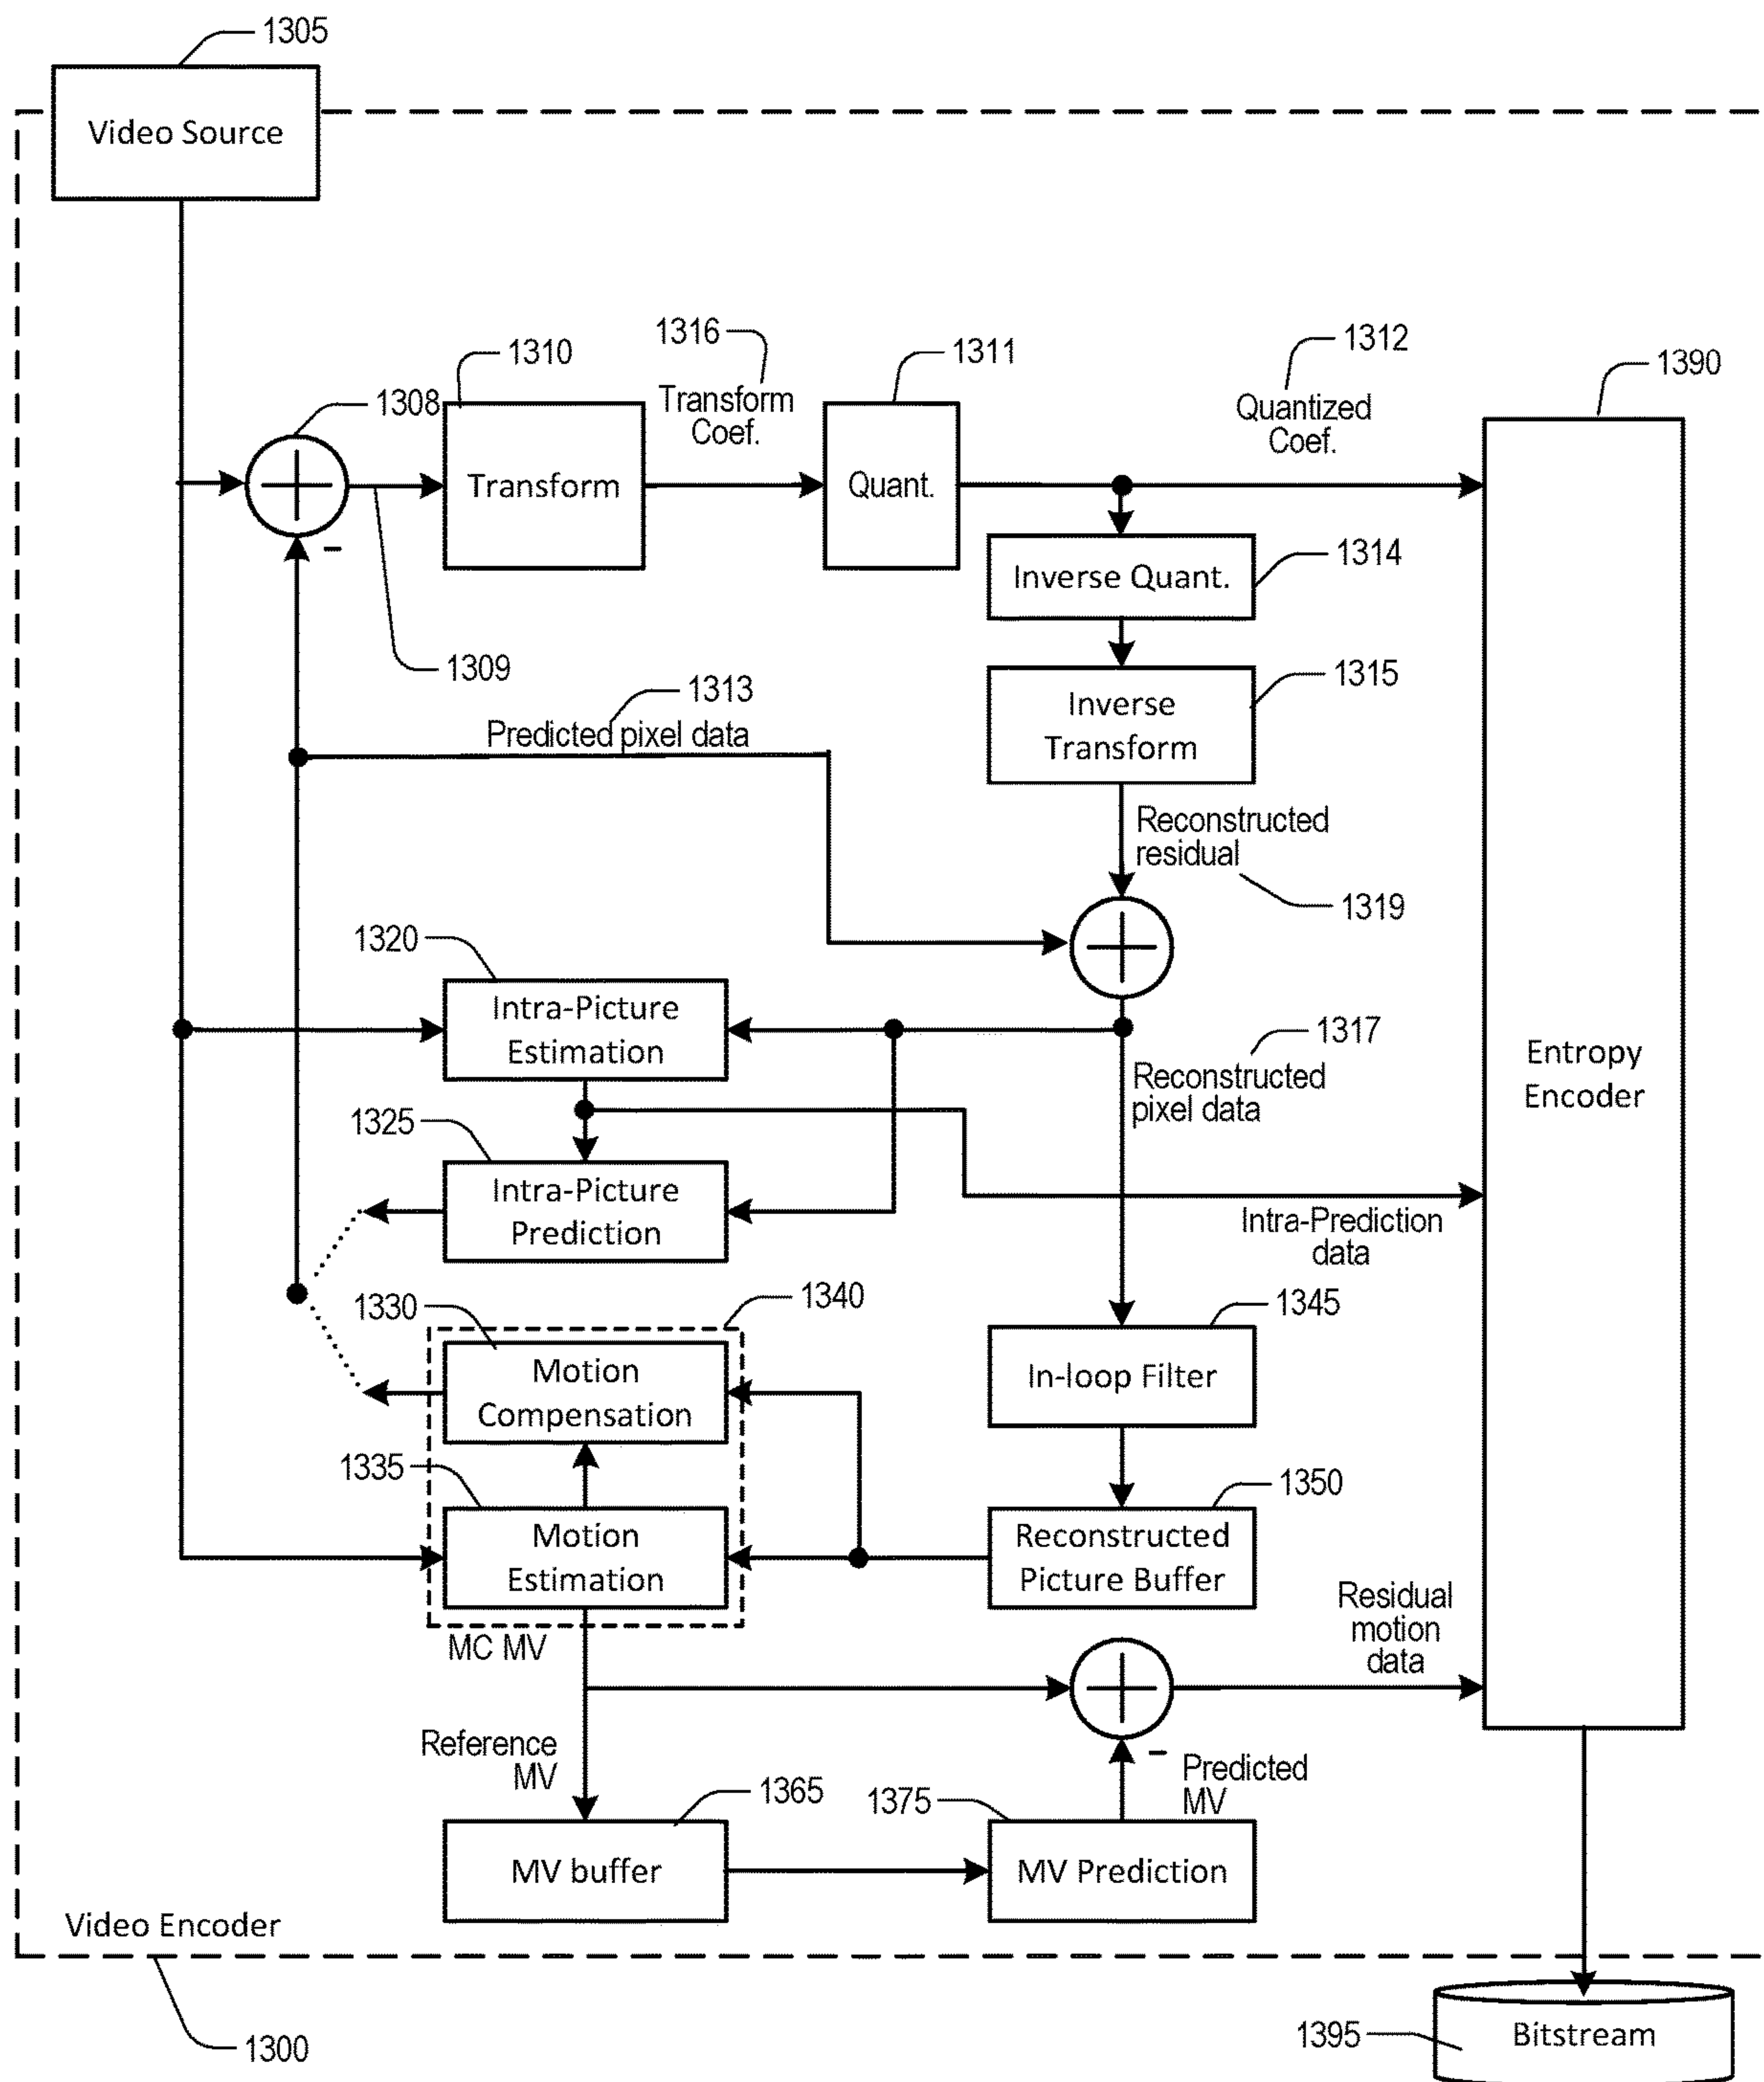 1305
Video Source
1310
1316
Transform
Coef.
1311
1312
Quantized
Coef.
1390
1308
Transform
Quant.
-
1314
Inverse Quant.
1309
1313
Predicted pixel data
1315
Inverse
Transform
Reconstructed
residual
1319
1320
Intra-Picture
Estimation
1317
Reconstructed
pixel data
Entropy
Encoder
1325
Intra-Picture
Prediction
Intra-Prediction
data
1330
1340
1345
Motion
Compensation
In-loop Filter
1335
1350
Motion
Estimation
Reconstructed
Picture Buffer
MC MV
Residual
motion
data
Reference
MV
-
Predicted
MV
1365
1375
MV buffer
MV Prediction
Video Encoder
1300
1395
Bitstream